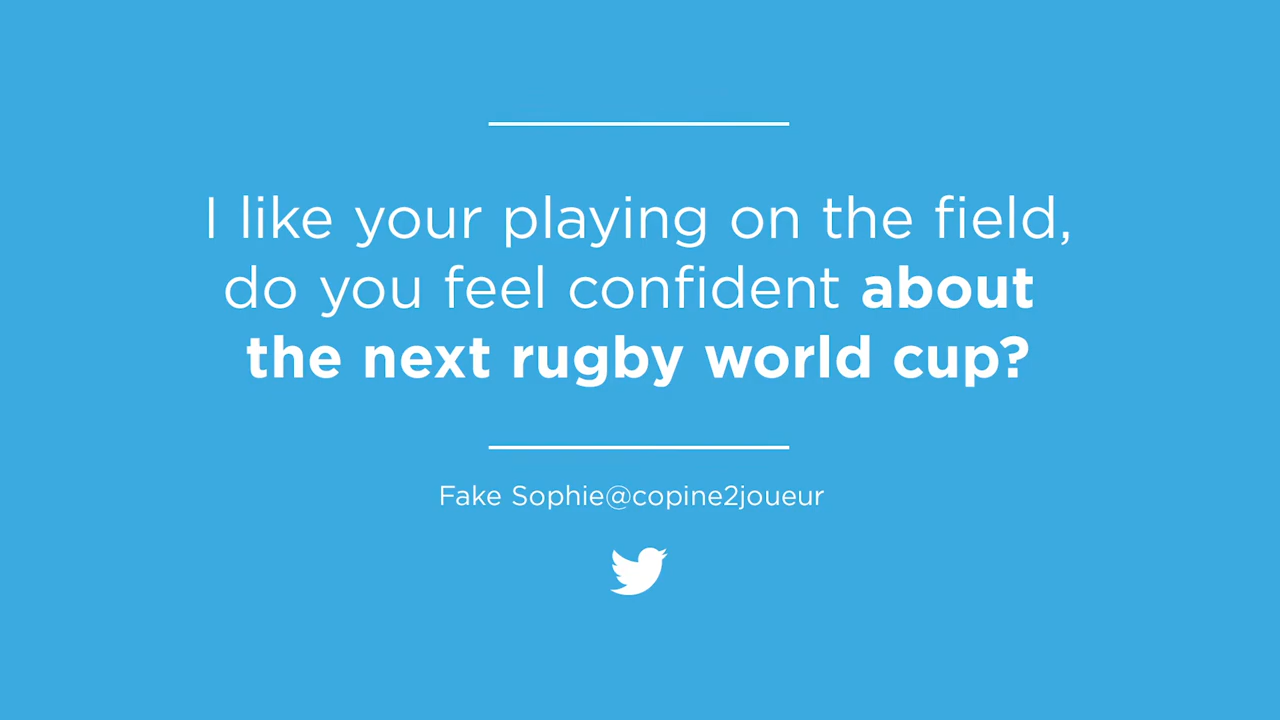 I like your playing on the field,
do you feel confident about
the next rugby world cup?
Fake Sophie@copine2joueur